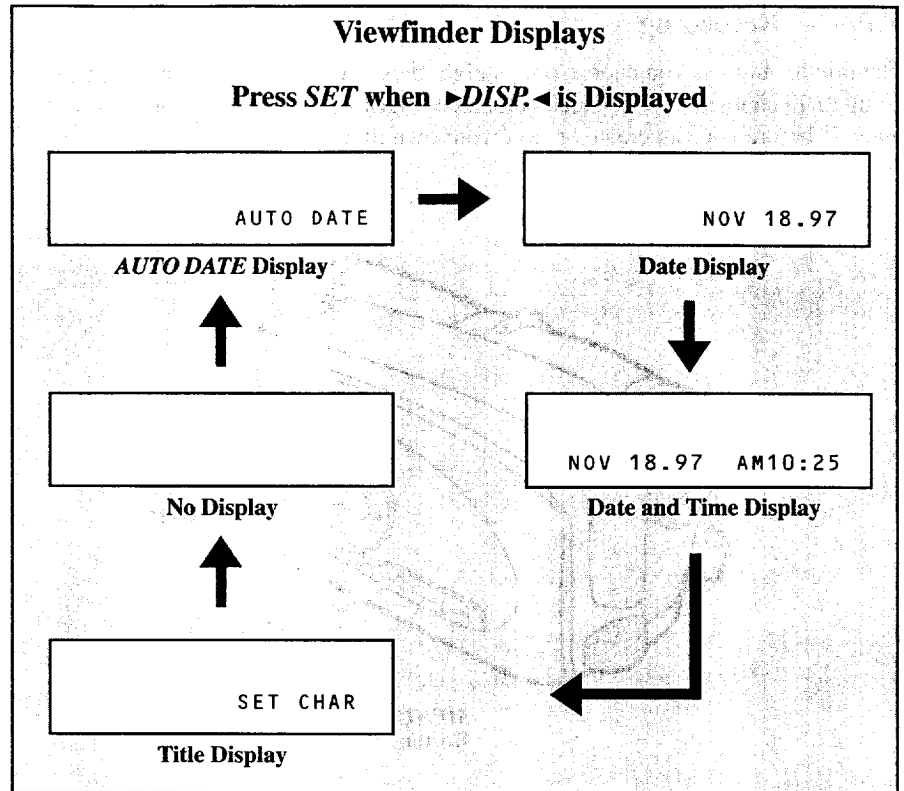 Viewfinder Displays
Press SET when ►DISP.◄ is Displayed
AUTO DATE
AUTO DATE Display
NOV 18.97
Date Display
NOV 18.97 AM10:25
Date and Time Display
SET CHAR
Title Display
No Display